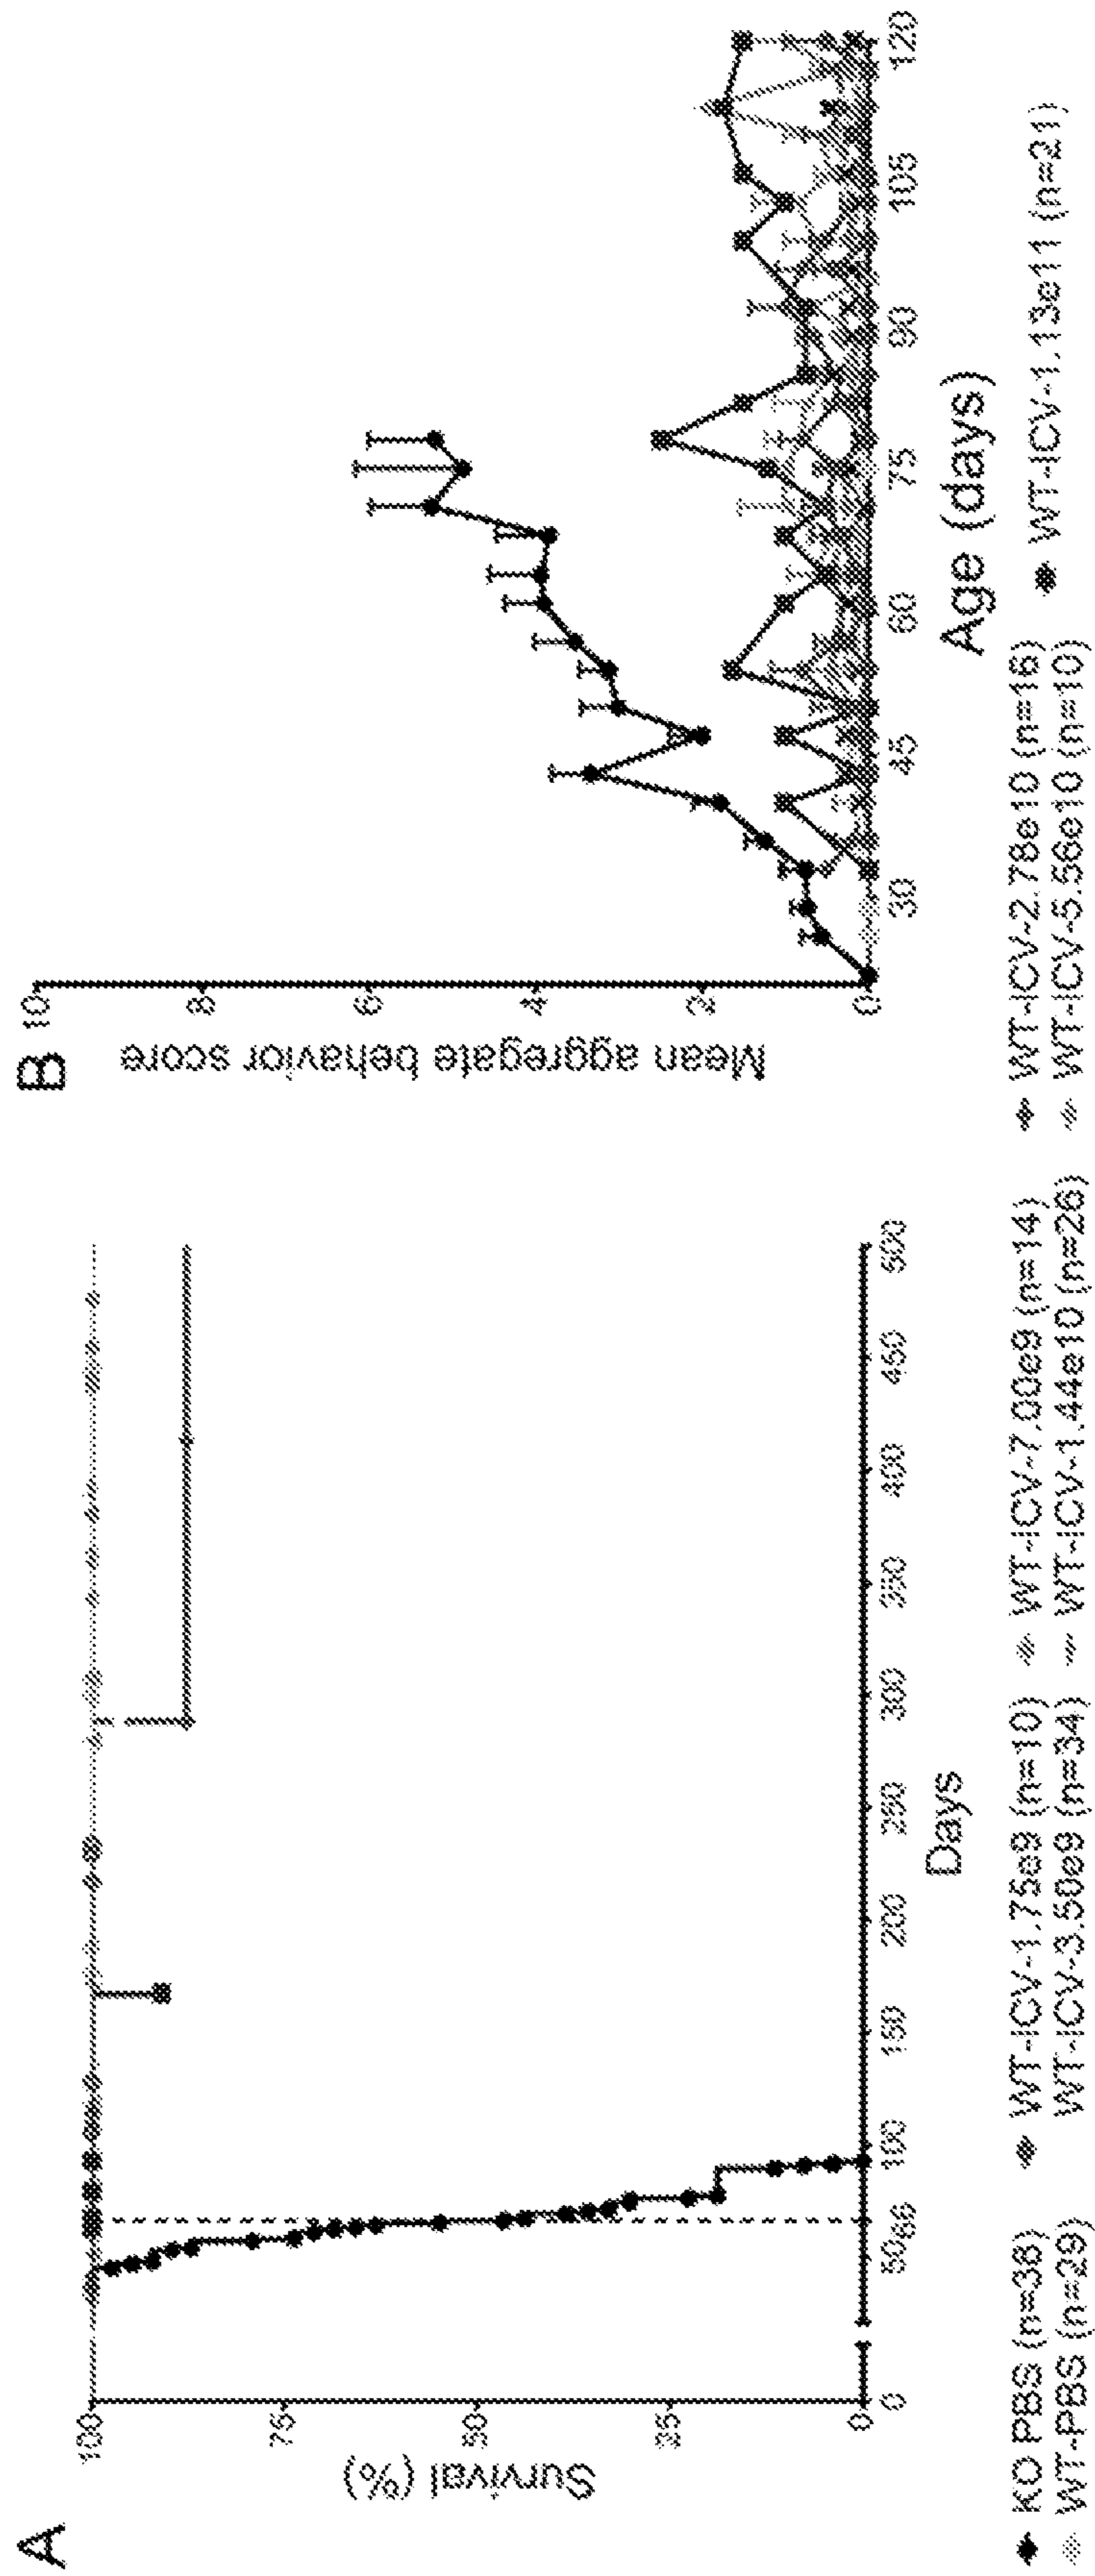 A
Survival (%)
100
75
50
25
0
0
50
66
100
150
200
250
300
350
400
450
500
Days
B
Mean aggregate behavior score
10
8
6
4
2
0
30
45
60
75
90
105
120
Age (days)
KO PBS (n=38)
WT-ICV-1.75e9 (n=10)
WT-ICV-7.00e9 (n=14)
WT-ICV-2.78e10 (n=16)
WT-ICV-1.13e11 (n=21)
WT-PBS (n=29)
WT-ICV-3.50e9 (n=34)
WT-ICV-1.44e10 (n=26)
WT-ICV-5.56e10 (n=10)